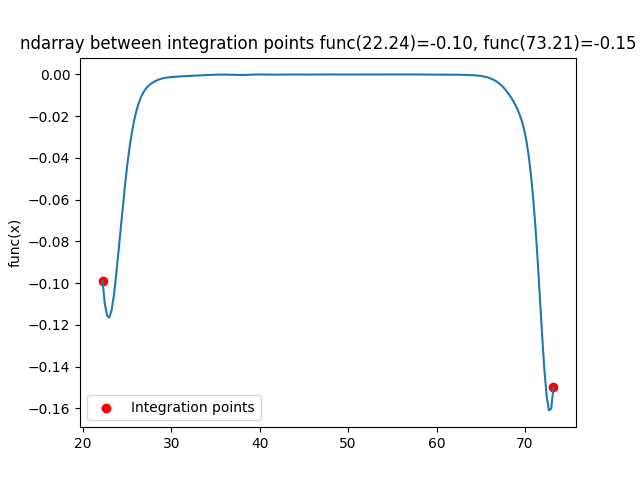 ndarray between integration points func(22.24)=-0.10, func(73.21)=-0.15
0.00
−0.02
−0.04
−0.06
−0.08
−0.10
−0.12
−0.14
−0.16
func(x)
Integration points
20 30 40 50 60 70